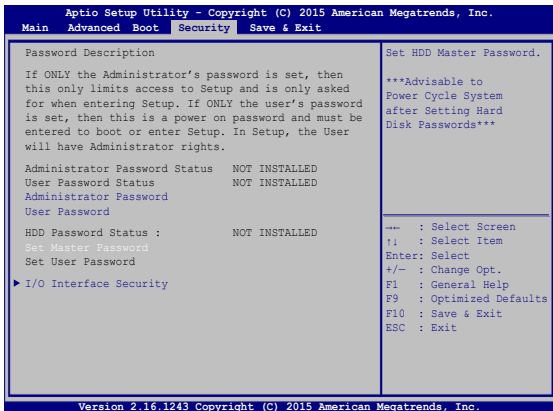 Aptio Setup Utility - Copyright (C) 2015 American Megatrends, Inc.
Main Advanced Boot Security Save & Exit
Password Description
If ONLY the Administrator's password is set, then
this only limits access to Setup and is only asked
for when entering Setup. If ONLY the user's password
is set, then this is a power on password and must be
entered to boot or enter Setup. In Setup, the User
will have Administrator rights.
Administrator Password Status NOT INSTALLED
User Password Status NOT INSTALLED
Administrator Password
User Password
HDD Password Status : NOT INSTALLED
Set Master Password
Set User Password
► I/O Interface Security
Set HDD Master Password.
***Advisable to
Power Cycle System
after Setting Hard
Disk Passwords***
→← : Select Screen
↑↓ : Select Item
Enter: Select
+/— : Change Opt.
F1 : General Help
F9 : Optimized Defaults
F10 : Save & Exit
ESC : Exit
Version 2.16.1243 Copyright (C) 2015 American Megatrends, Inc.